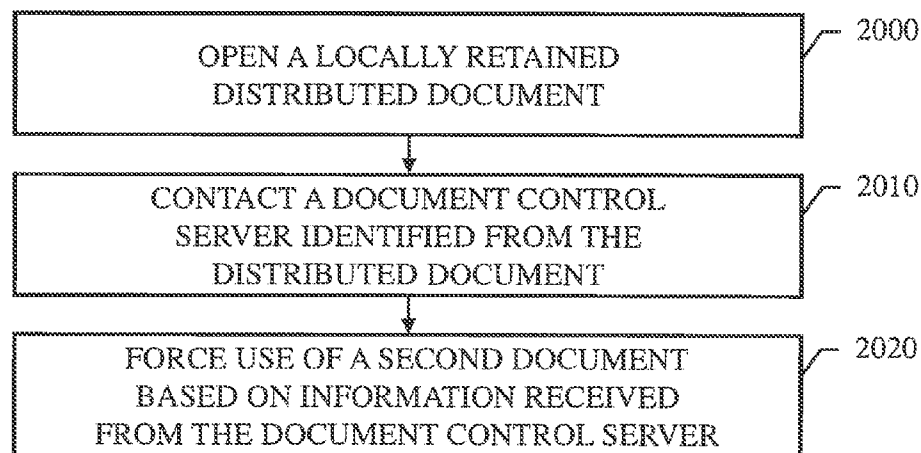 OPEN A LOCALLY RETAINED
DISTRIBUTED DOCUMENT
2000
CONTACT A DOCUMENT CONTROL
SERVER IDENTIFIED FROM THE
DISTRIBUTED DOCUMENT
2010
FORCE USE OF A SECOND DOCUMENT
BASED ON INFORMATION RECEIVED
FROM THE DOCUMENT CONTROL SERVER
2020